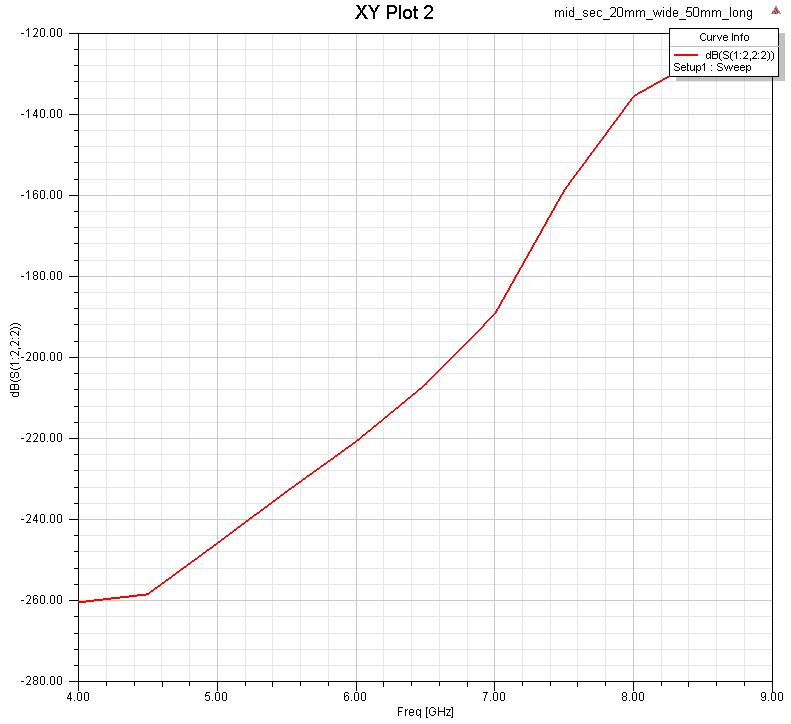 XY Plot 2
mid_sec_20mm_wide_50mm_long
Curve Info
dB(S(1:2,2:2))
Setup1 : Sweep
-120.00
-140.00
-160.00
-180.00
-200.00
-220.00
-240.00
-260.00
-280.00
dB(S(1:2,2:2))
4.00 5.00 6.00 7.00 8.00 9.00
Freq [GHz]